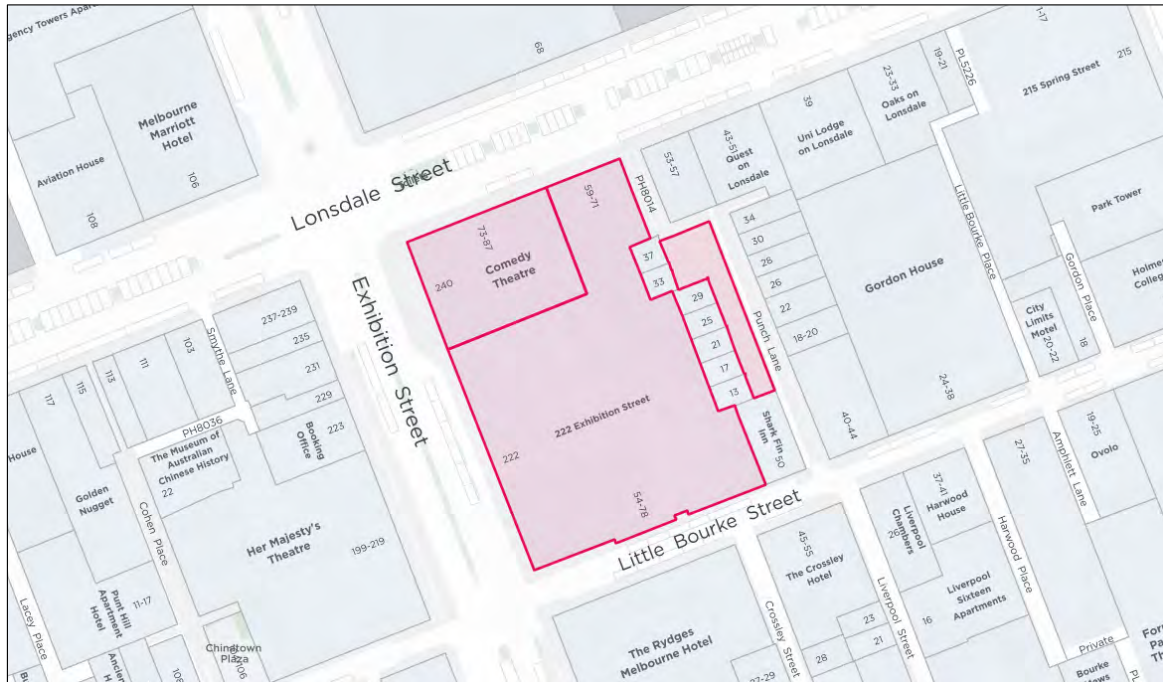 gency Towers Apar
68
1-17
19-21
PL5226
215 Spring Street
215
23-33
Oaks on
Lonsdale
39
Uni Lodge
on Lonsdale
43-51
Quest
on
Lonsdale
53-57
Melbourne
Marriott
Hotel
106
Aviation House
108
Lonsdale Street
59-71
PH8014
73-87
Comedy
Theatre
240
37
33
29
25
21
17
13
34
30
28
26
22
18-20
Punch Lane
Gordon House
24-38
40-44
Little Bourke Place
Park Tower
Gordon Place
Holmes
College
City
Limits
Motel
20-22
18
Exhibition Street
237-239
235
231
229
223
Booking
Office
Smythe Lane
103
111
113
115
117
PH8036
House
The Museum of
Australian
Chinese History
22
Golden
Nugget
Cohen Place
Her Majesty's
Theatre
199-219
222 Exhibition Street
222
54-78
Shark Fin
Inn
50
Little Bourke Street
19-25
Ovolo
Amphlett Lane
27-35
37-41
Harwood
House
Liverpool
Chambers
Harwood Place
45-55
The Crossley
Hotel
Liverpool
Sixteen
Apartments
16
23
21
28
Liverpool Street
Crossley Street
The Rydges
Melbourne Hotel
27-29
Private
Bourke
Lacey Place
Punt Hill
Apartment
Hotel
11-17
Chinatown
Plaza
106
108